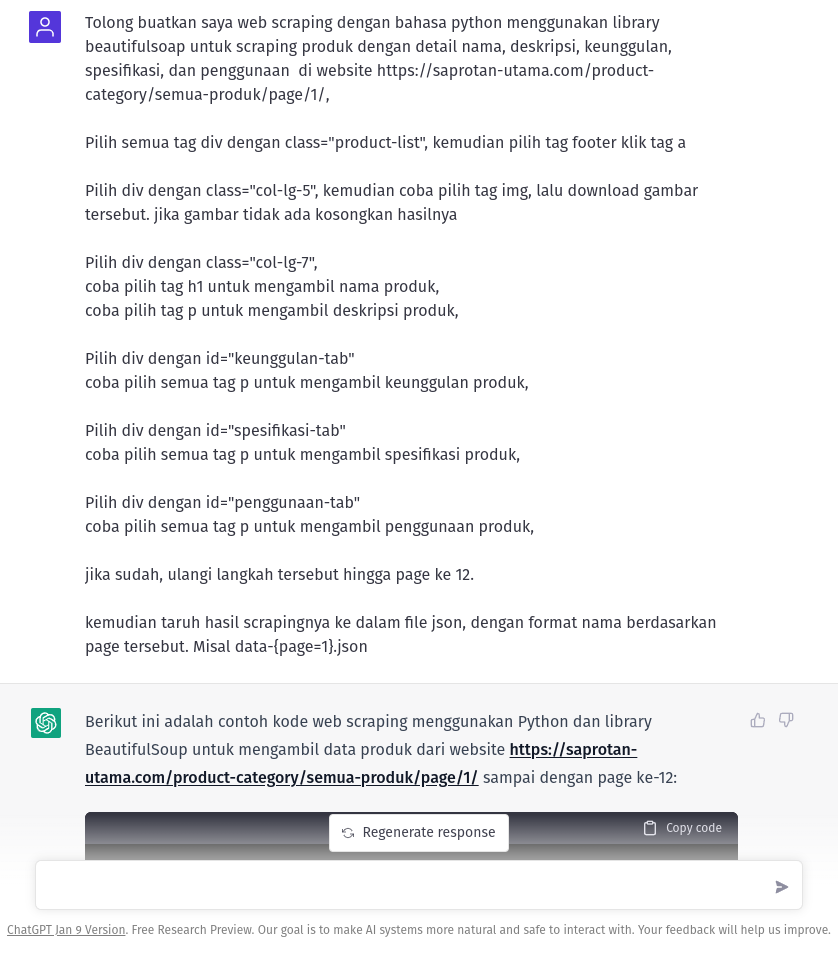 Tolong buatkan saya web scraping dengan bahasa python menggunakan library
beautifulsoap untuk scraping produk dengan detail nama, deskripsi, keunggulan,
spesifikasi, dan penggunaan  di website https://saprotan-utama.com/product-
category/semua-produk/page/1/,
Pilih semua tag div dengan class="product-list", kemudian pilih tag footer klik tag a
Pilih div dengan class="col-lg-5", kemudian coba pilih tag img, lalu download gambar
tersebut. jika gambar tidak ada kosongkan hasilnya
Pilih div dengan class="col-lg-7",
coba pilih tag h1 untuk mengambil nama produk,
coba pilih tag p untuk mengambil deskripsi produk,
Pilih div dengan id="keunggulan-tab"
coba pilih semua tag p untuk mengambil keunggulan produk,
Pilih div dengan id="spesifikasi-tab"
coba pilih semua tag p untuk mengambil spesifikasi produk,
Pilih div dengan id="penggunaan-tab"
coba pilih semua tag p untuk mengambil penggunaan produk,
jika sudah, ulangi langkah tersebut hingga page ke 12.
kemudian taruh hasil scrapingnya ke dalam file json, dengan format nama berdasarkan
page tersebut. Misal data-{page=1}.json
Berikut ini adalah contoh kode web scraping menggunakan Python dan library
BeautifulSoup untuk mengambil data produk dari website https://saprotan-
utama.com/product-category/semua-produk/page/1/ sampai dengan page ke-12:
Copy code
Regenerate response
ChatGPT Jan 9 Version. Free Research Preview. Our goal is to make AI systems more natural and safe to interact with. Your feedback will help us improve.